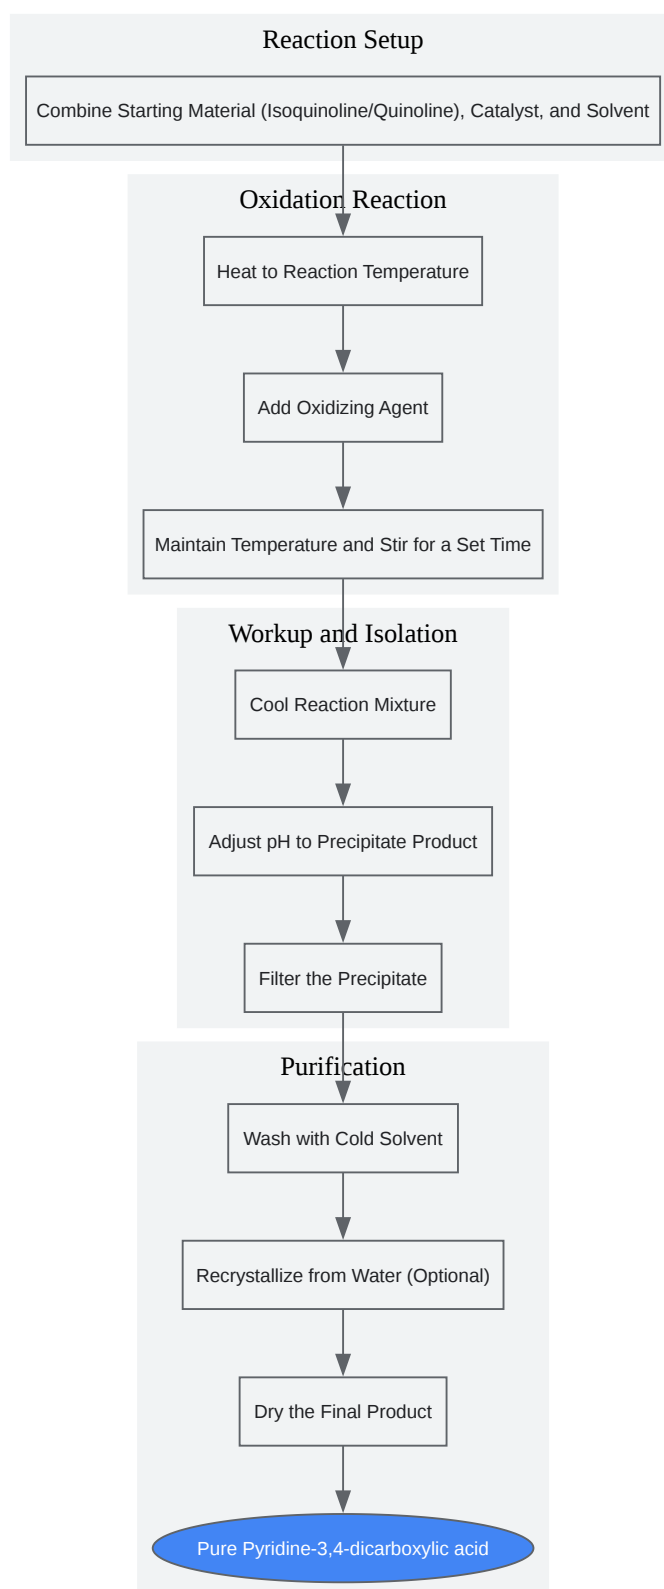 Reaction Setup
Combine Starting Material (Isoquinoline/Quinoline), Catalyst, and Solvent
Oxidation Reaction
Heat to Reaction Temperature
Add Oxidizing Agent
Maintain Temperature and Stir for a Set Time
Workup and Isolation
Cool Reaction Mixture
Adjust pH to Precipitate Product
Filter the Precipitate
Purification
Wash with Cold Solvent
Recrystallize from Water (Optional)
Dry the Final Product
Pure Pyridine-3,4-dicarboxylic acid